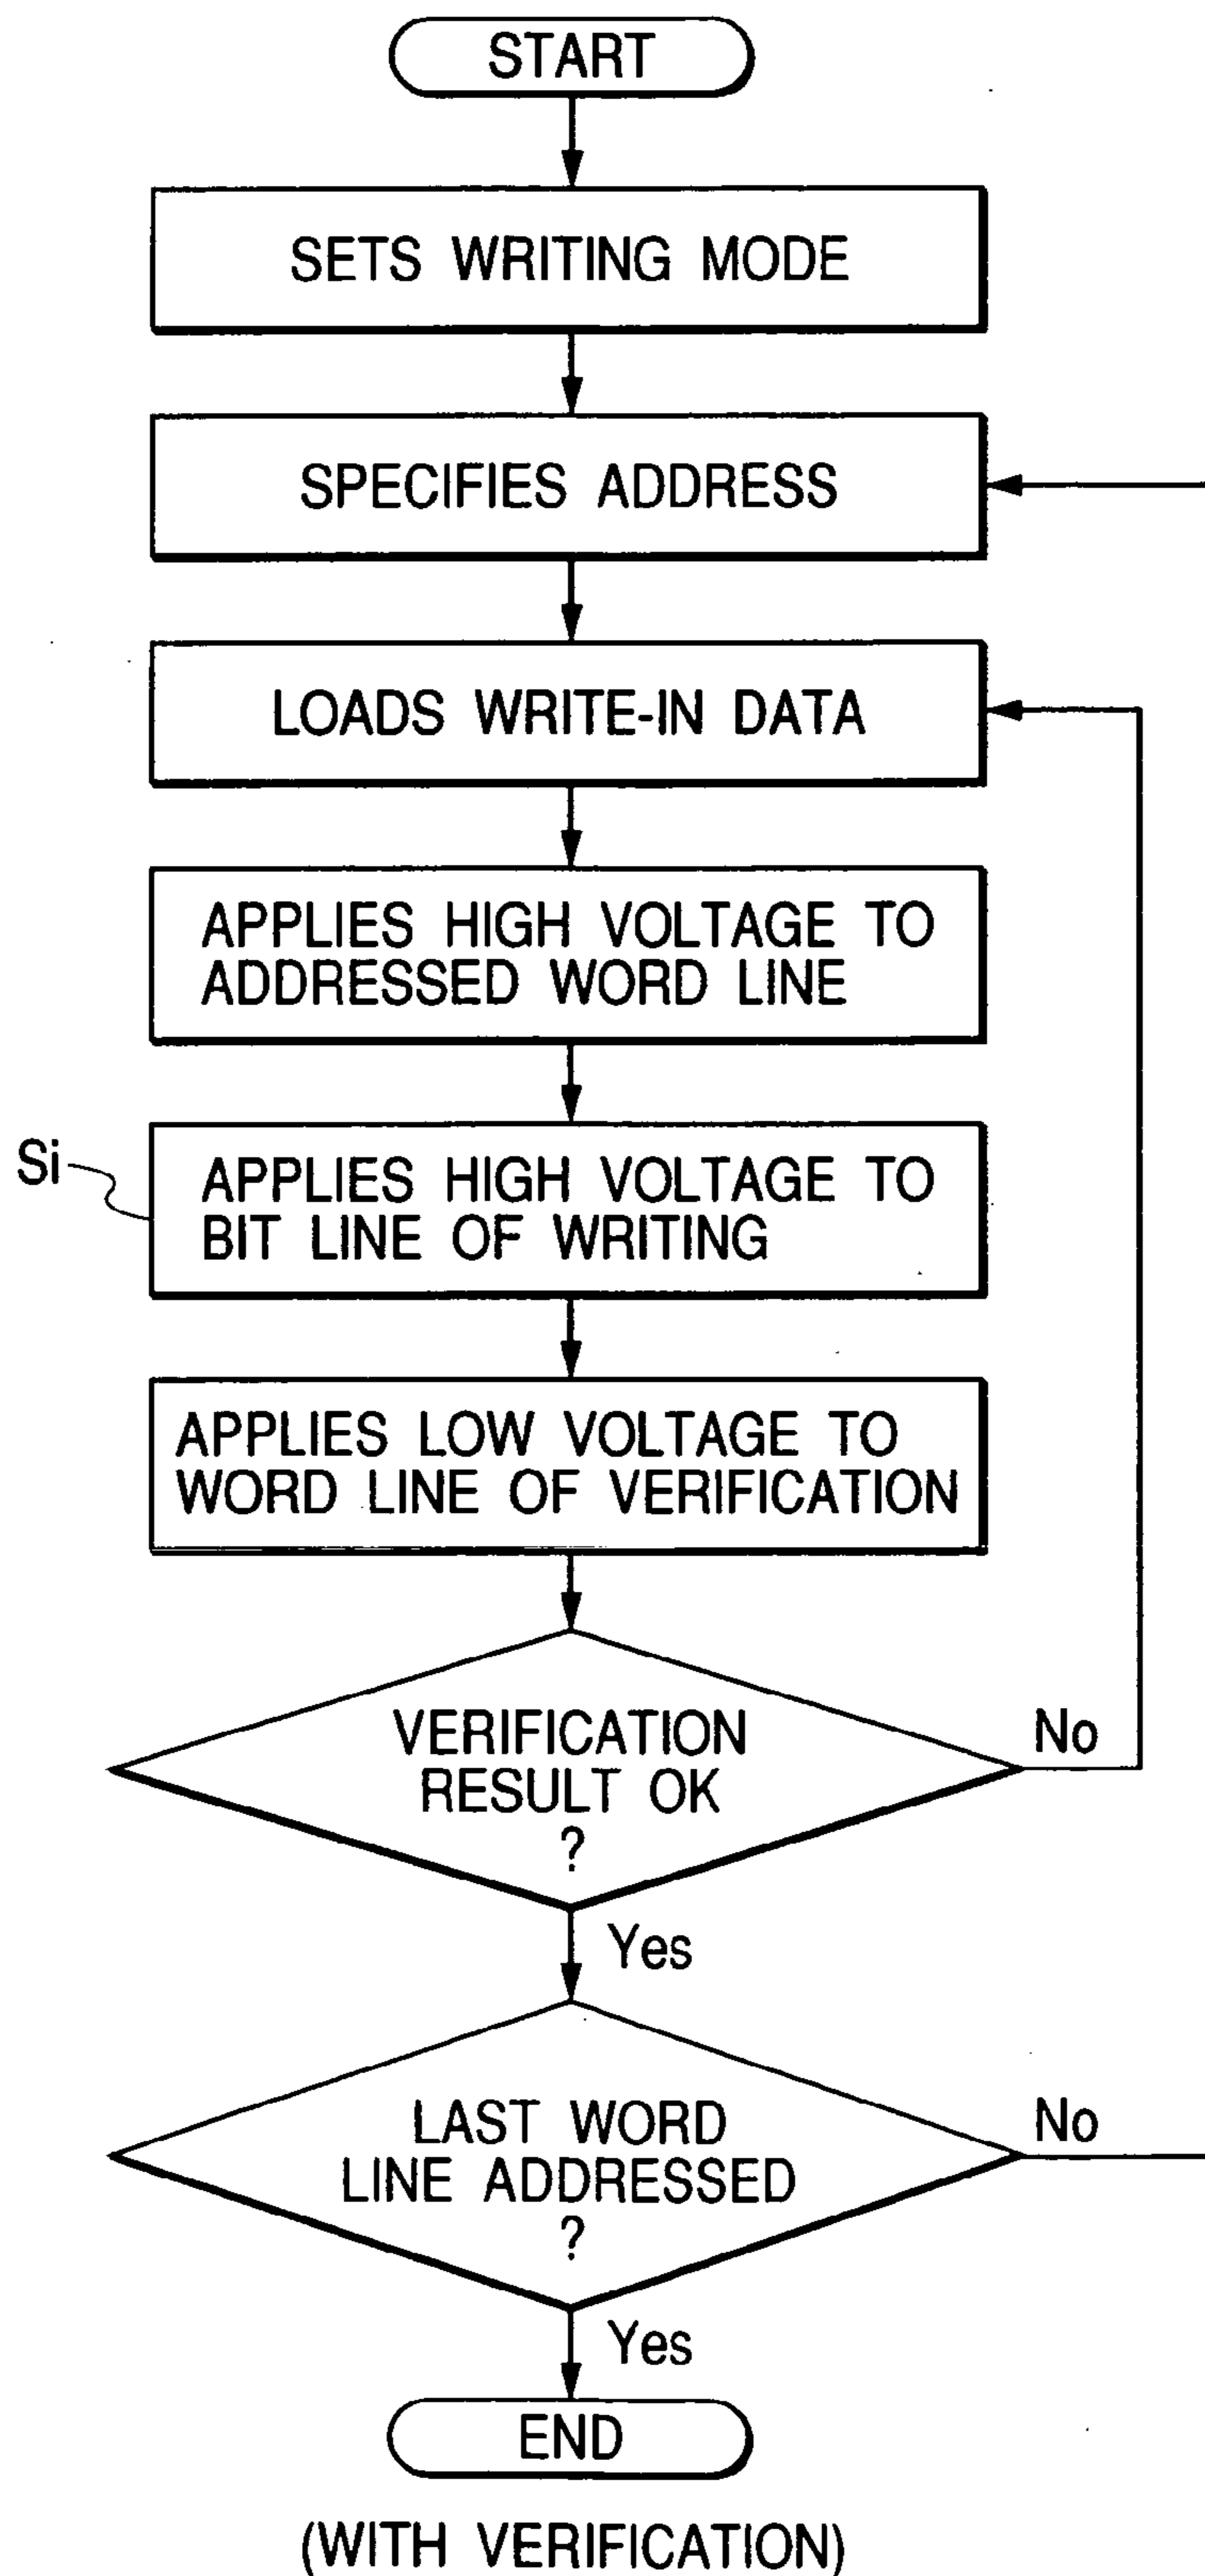 START
SETS WRITING MODE
SPECIFIES ADDRESS
LOADS WRITE-IN DATA
APPLIES HIGH VOLTAGE TO
ADDRESSED WORD LINE
Si
APPLIES HIGH VOLTAGE TO
BIT LINE OF WRITING
APPLIES LOW VOLTAGE TO
WORD LINE OF VERIFICATION
VERIFICATION
RESULT OK
?
No
Yes
LAST WORD
LINE ADDRESSED
?
No
Yes
END
(WITH VERIFICATION)